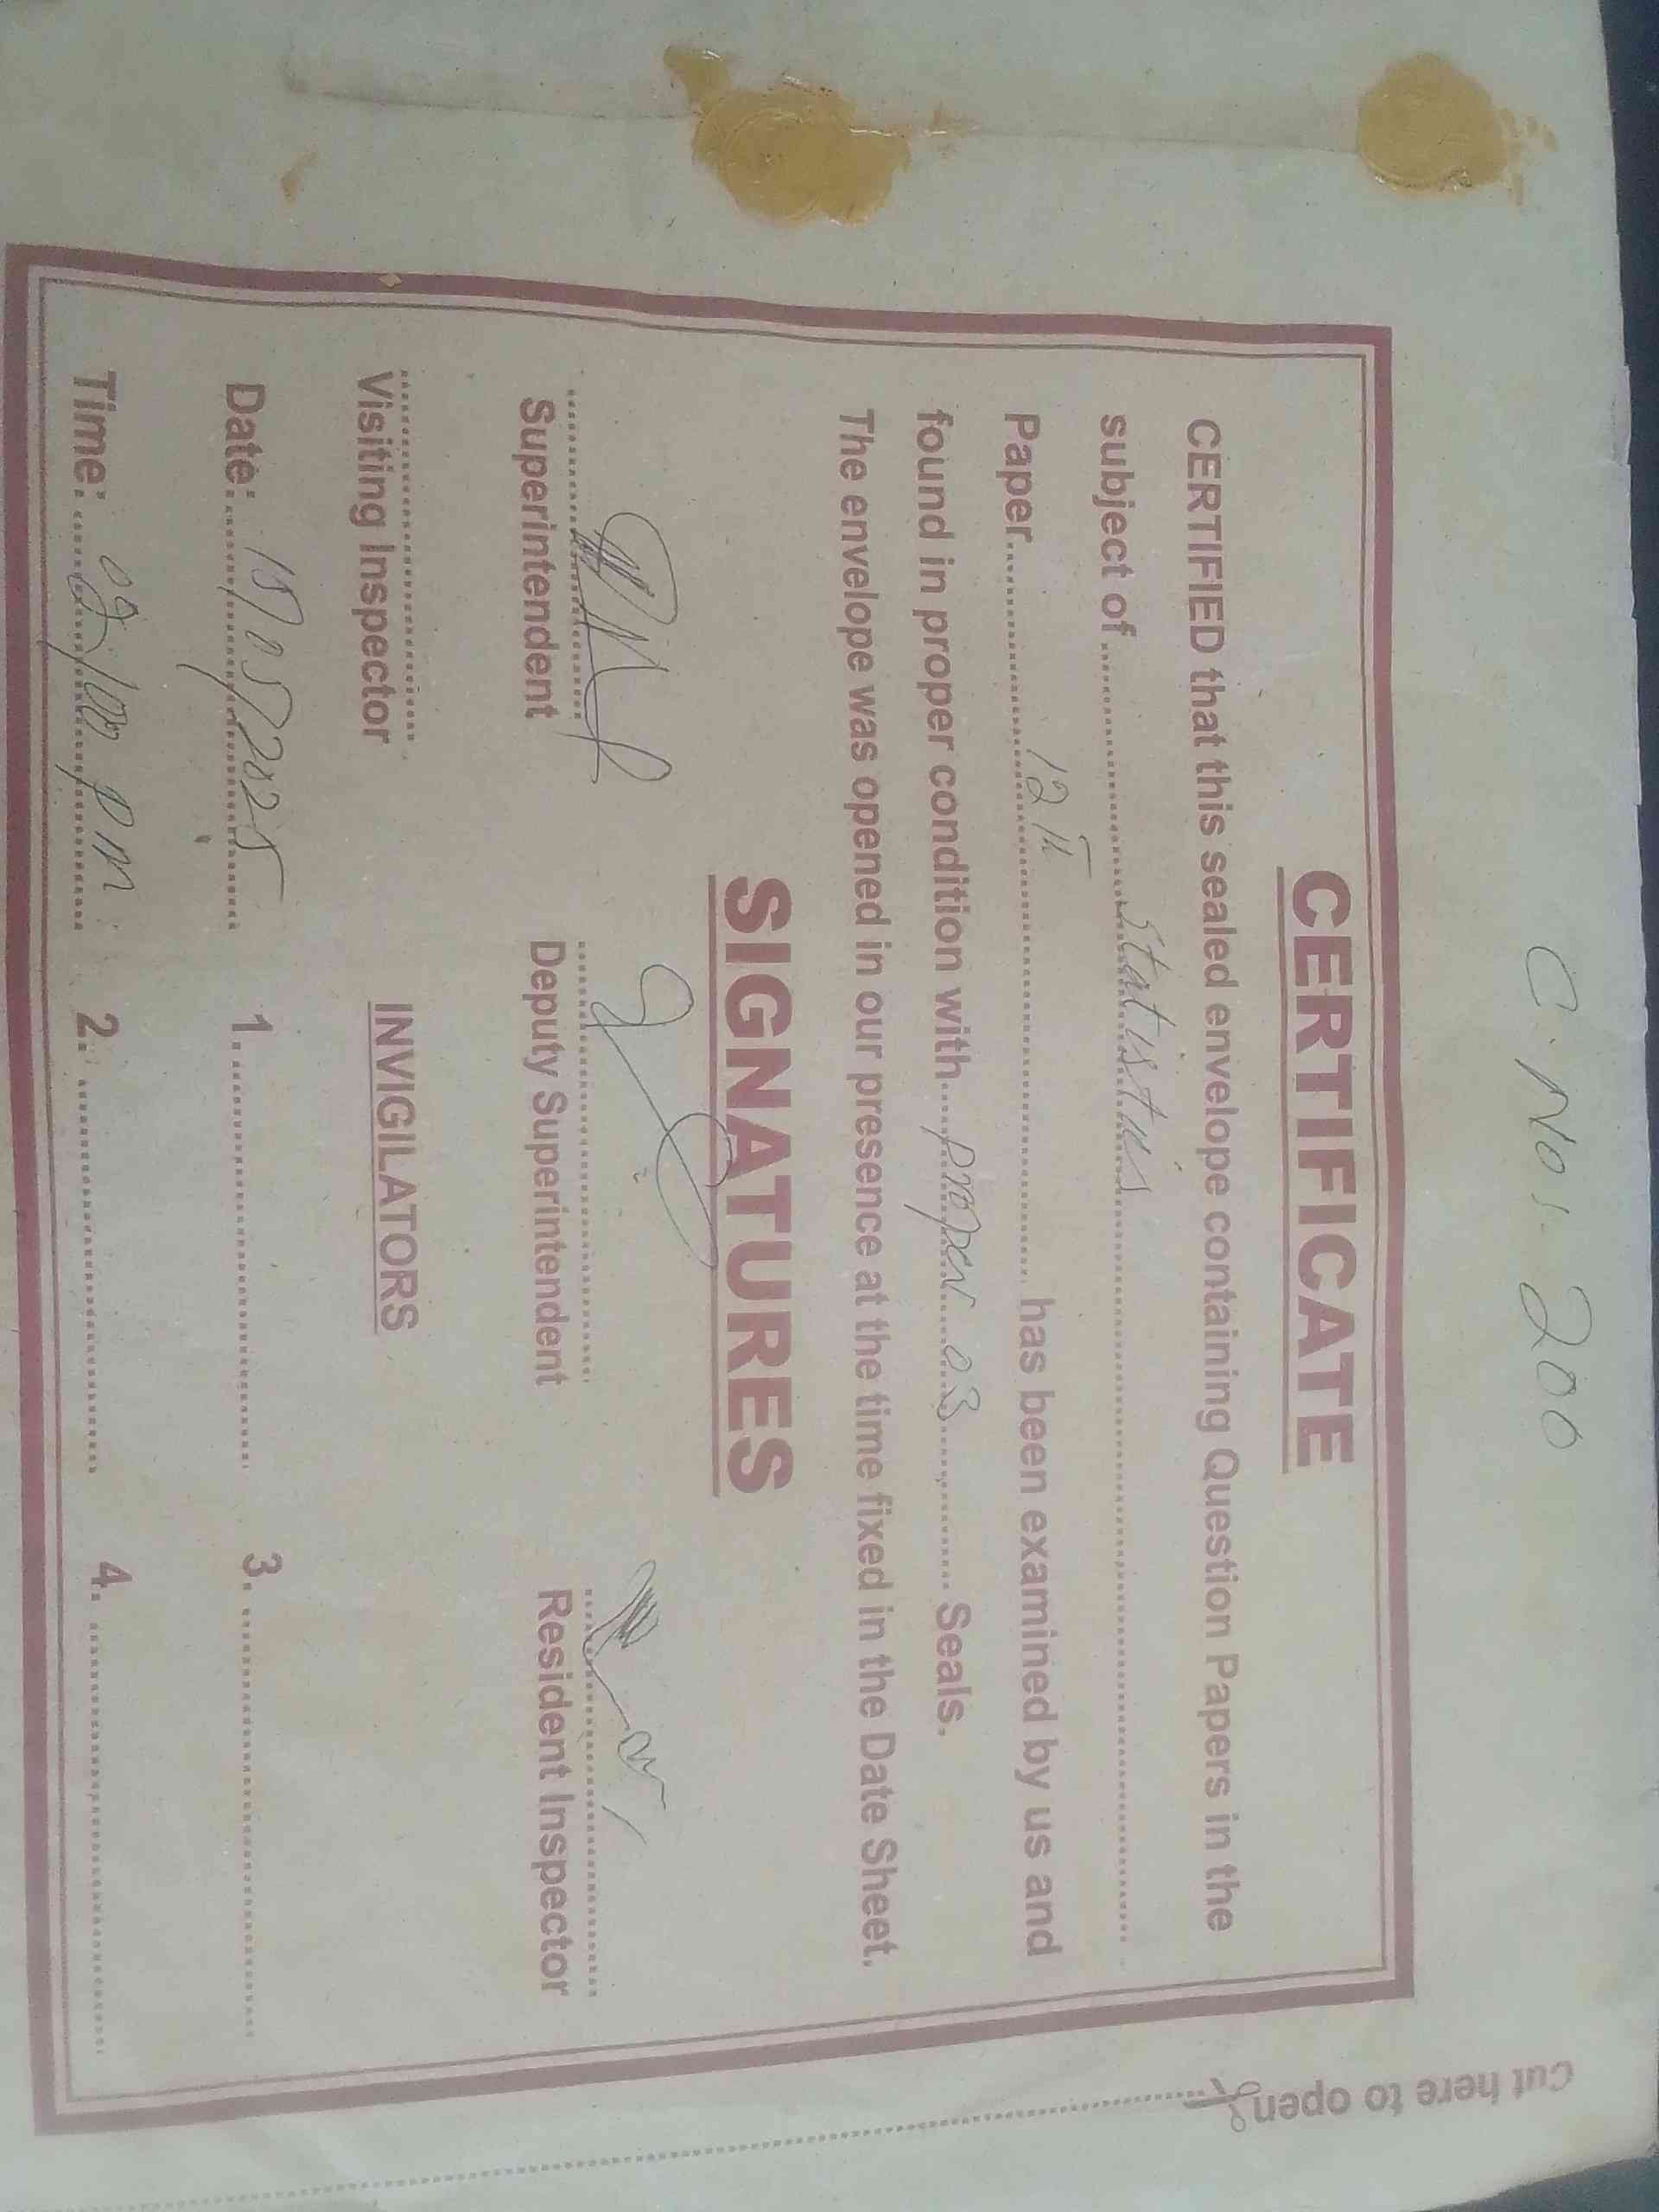 C. No:- 200
CERTIFICATE
CERTIFIED that this sealed envelope containing Question Papers in the
subject of ........ Statistics ........
Paper........ 12th ........ has been examined by us and
found in proper condition with.... proper 03 ........ Seals.
The envelope was opened in our presence at the time fixed in the Date Sheet.
SIGNATURES
Superintendent Deputy Superintendent Resident Inspector
Visiting Inspector INVIGILATORS
Date: 15/05/2025 1. ........ 3. ........
Time: /00 PM 2. ........ 4. ........
Cut here to open